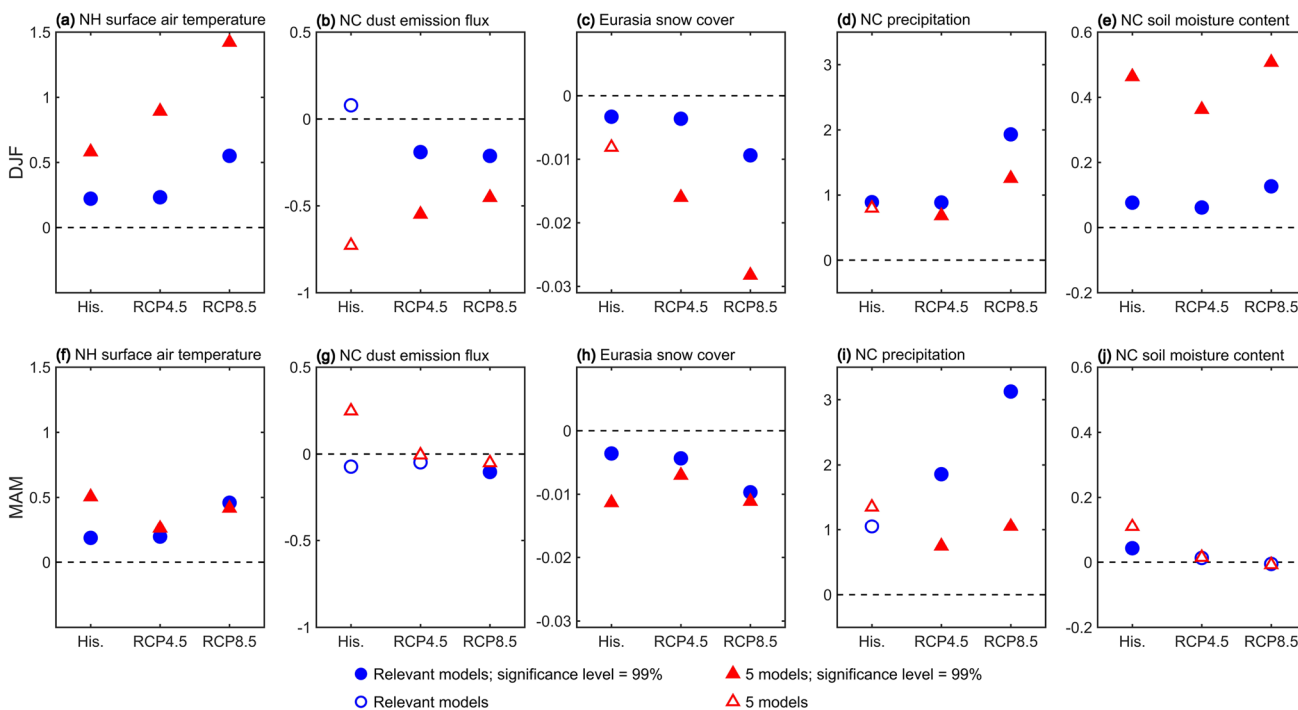 (a) NH surface air temperature
(b) NC dust emission flux
(c) Eurasia snow cover
(d) NC precipitation
(e) NC soil moisture content
DJF
1.5
1
0.5
0
His. RCP4.5 RCP8.5
0.5
0
-0.5
-1
His. RCP4.5 RCP8.5
0
-0.01
-0.02
-0.03
His. RCP4.5 RCP8.5
3
2
1
0
His. RCP4.5 RCP8.5
0.6
0.4
0.2
0
-0.2
His. RCP4.5 RCP8.5
(f) NH surface air temperature
(g) NC dust emission flux
(h) Eurasia snow cover
(i) NC precipitation
(j) NC soil moisture content
MAM
1.5
1
0.5
0
His. RCP4.5 RCP8.5
0.5
0
-0.5
-1
His. RCP4.5 RCP8.5
0
-0.01
-0.02
-0.03
His. RCP4.5 RCP8.5
3
2
1
0
His. RCP4.5 RCP8.5
0.6
0.4
0.2
0
-0.2
His. RCP4.5 RCP8.5
Relevant models; significance level = 99%
5 models; significance level = 99%
Relevant models
5 models